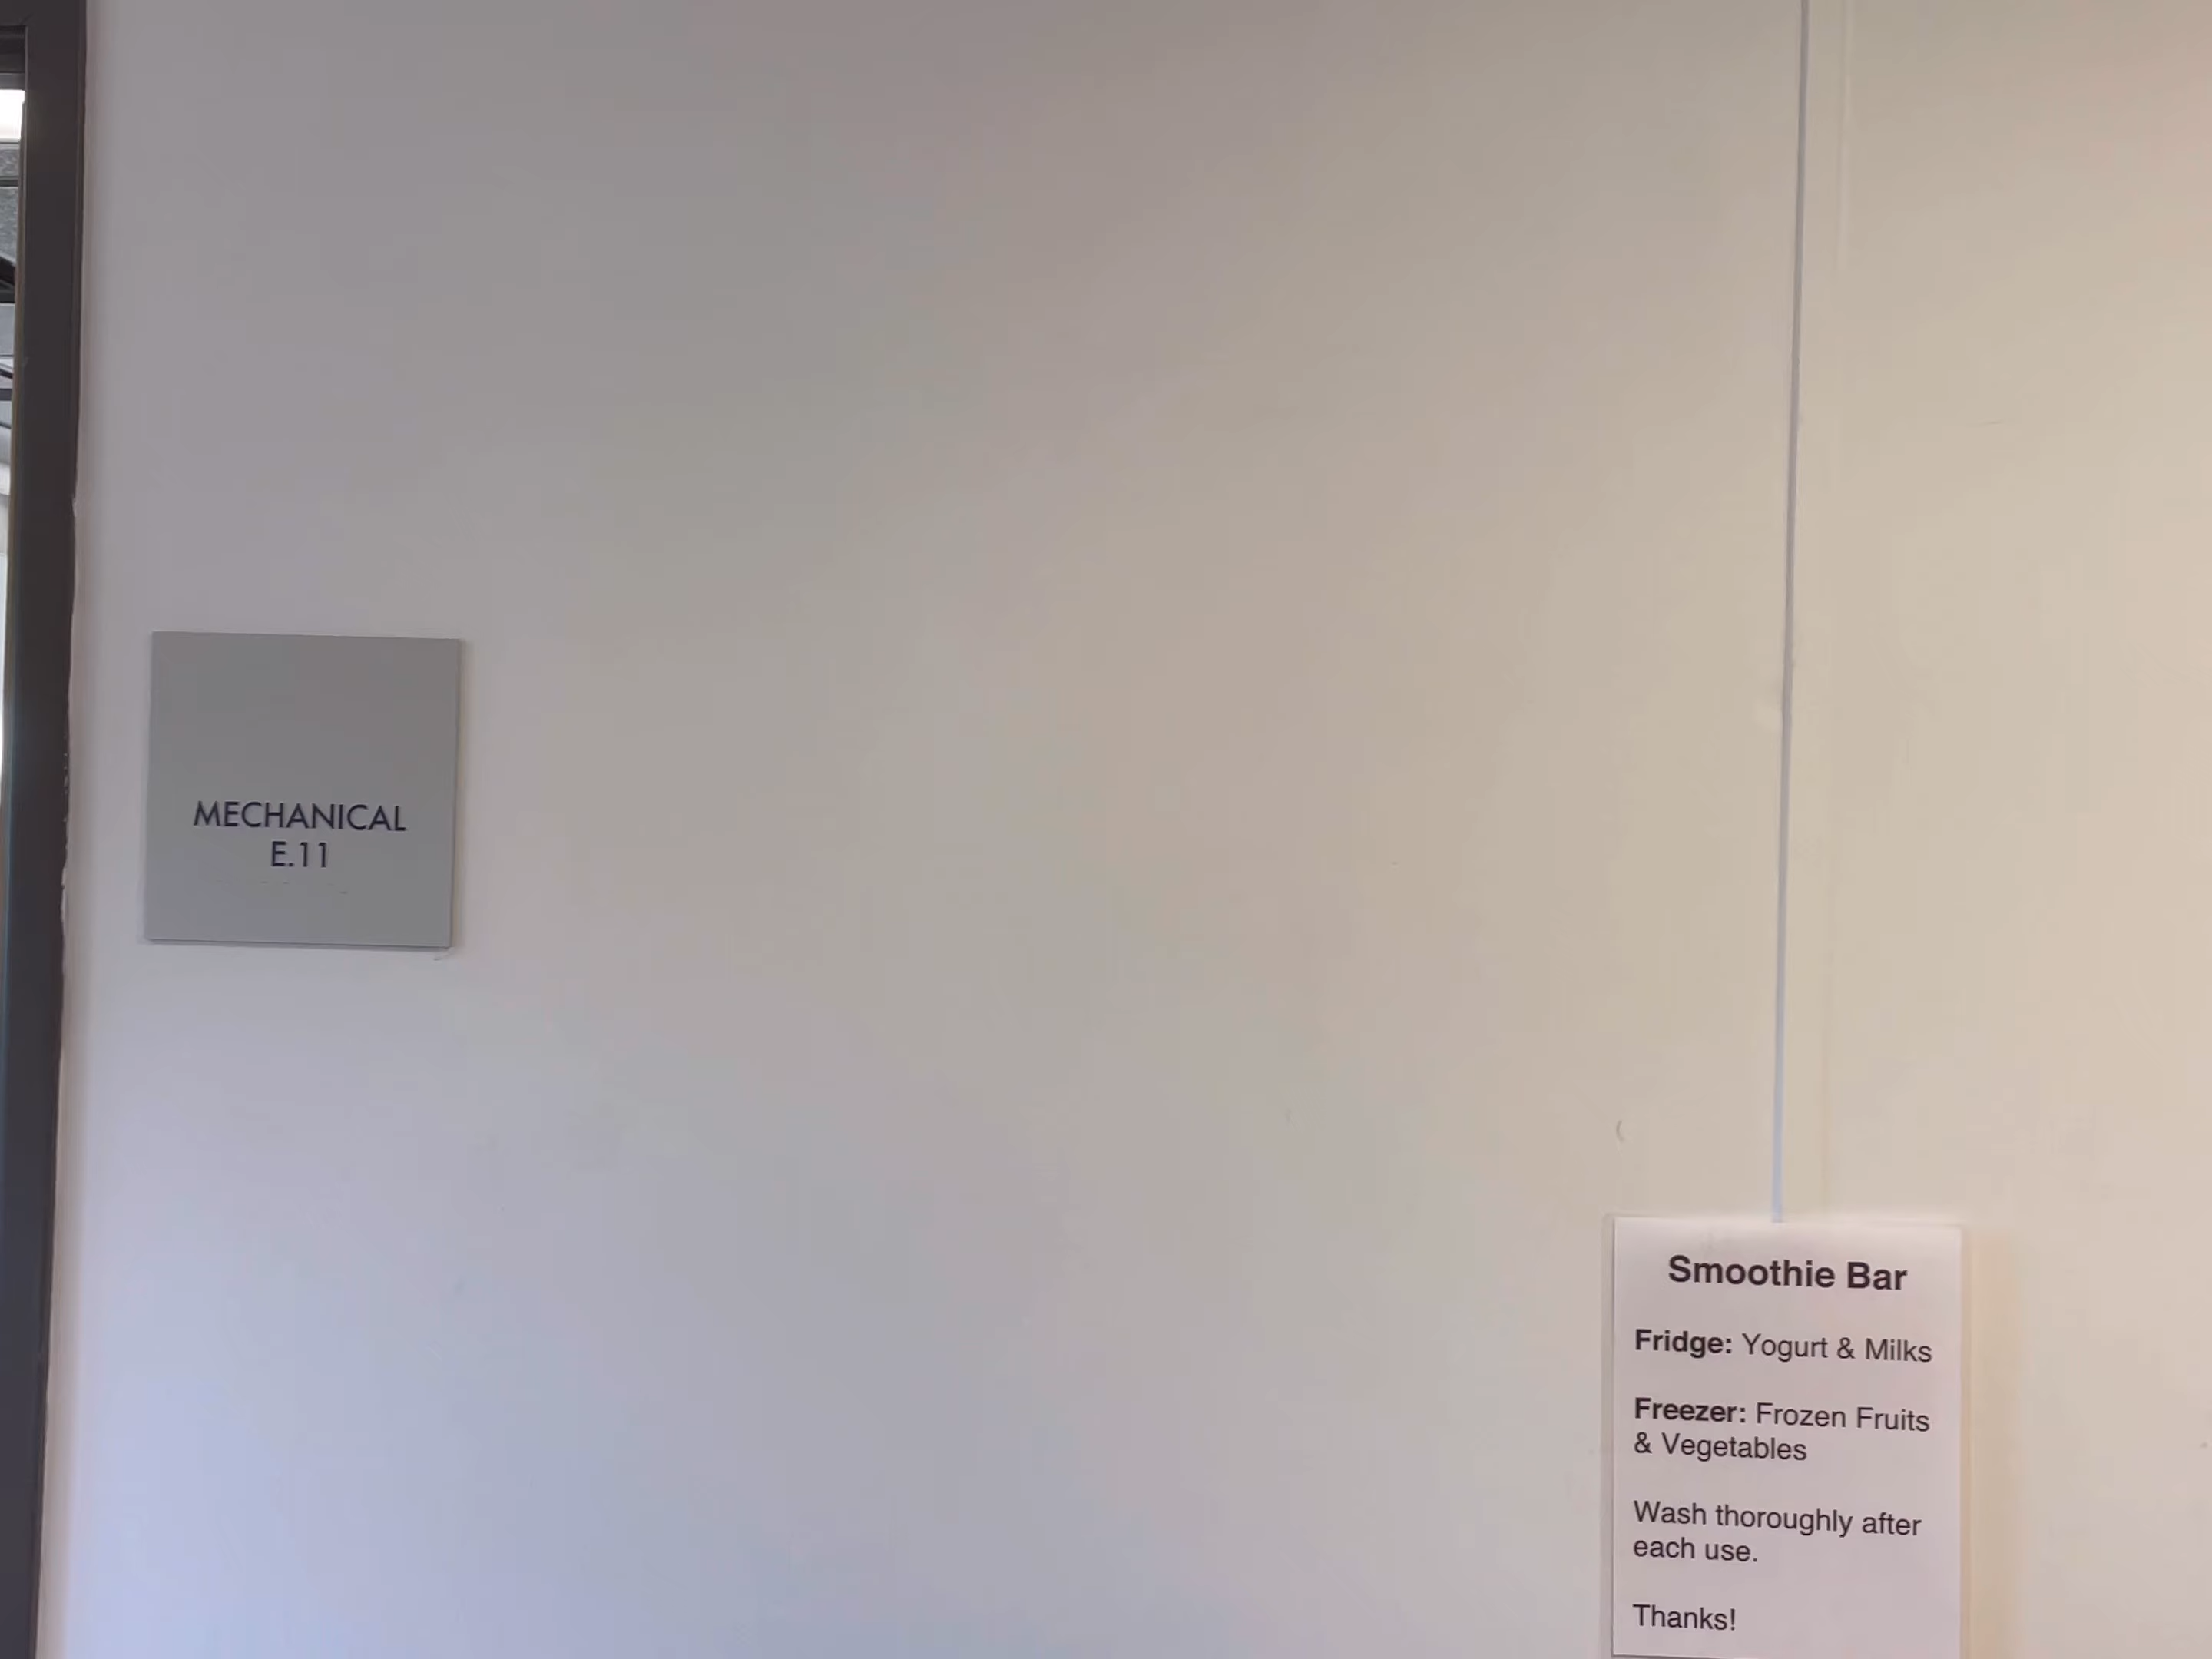 MECHANICAL
E.11
Smoothie Bar
Fridge: Yogurt & Milks
Freezer: Frozen Fruits
& Vegetables
Wash thoroughly after
each use.
Thanks!